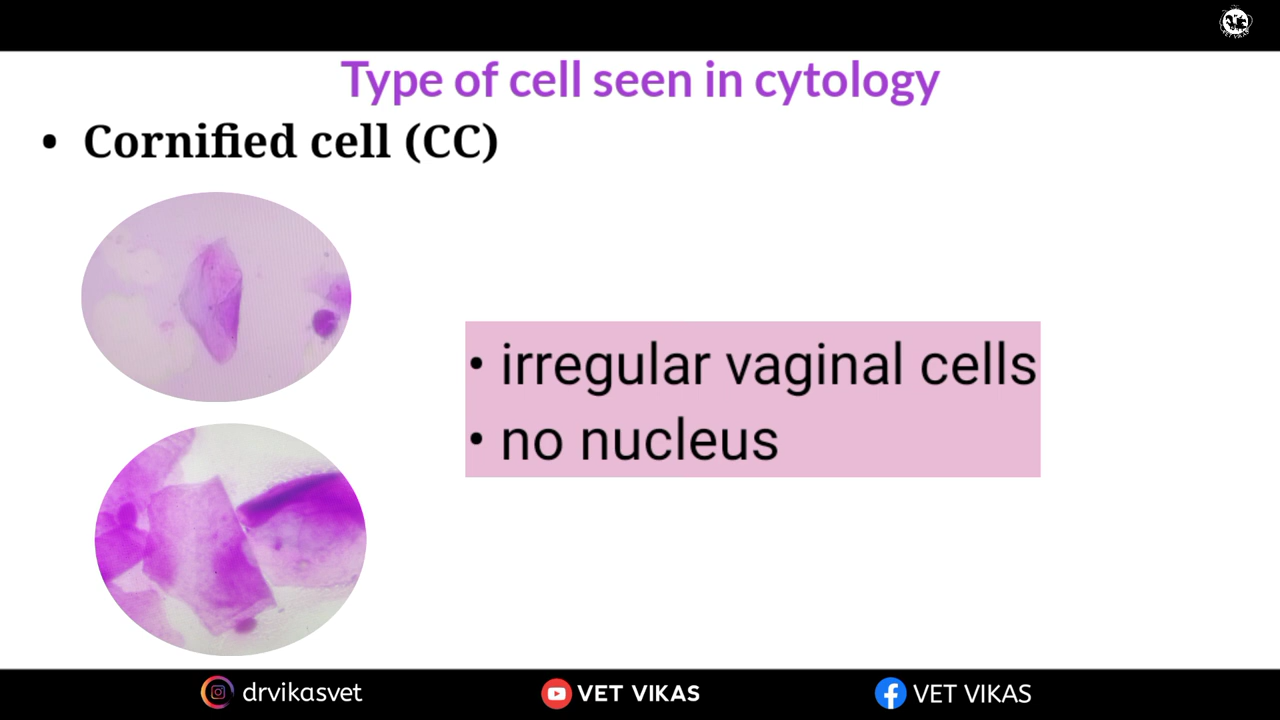 Type of cell seen in cytology
• Cornified cell (CC)
• irregular vaginal cells
• no nucleus
drvikasvet
VET VIKAS
VET VIKAS